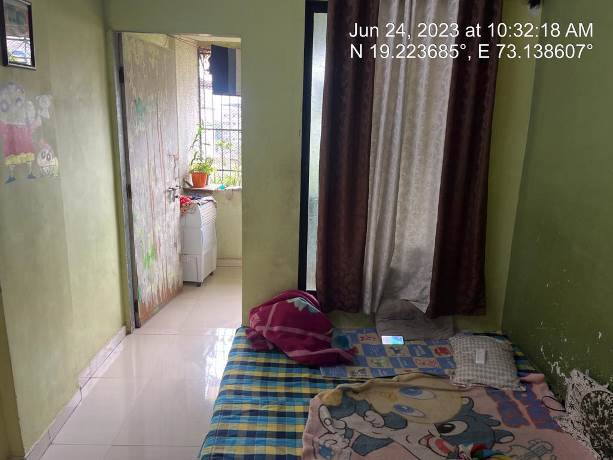 Jun 24, 2023 at 10:32:18 AM
N 19.223685°, E 73.138607°